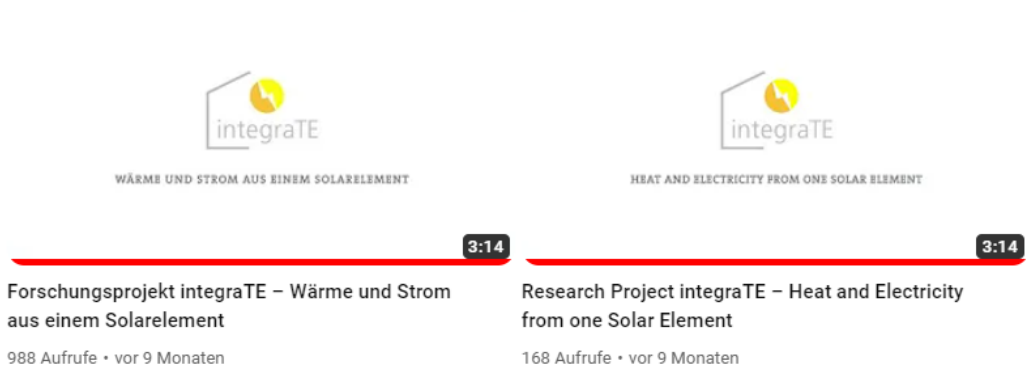 integraTE
WÄRME UND STROM AUS EINEM SOLARELEMENT
3:14
Forschungsprojekt integraTE – Wärme und Strom
aus einem Solarelement
988 Aufrufe • vor 9 Monaten
integraTE
HEAT AND ELECTRICITY FROM ONE SOLAR ELEMENT
3:14
Research Project integraTE – Heat and Electricity
from one Solar Element
168 Aufrufe • vor 9 Monaten